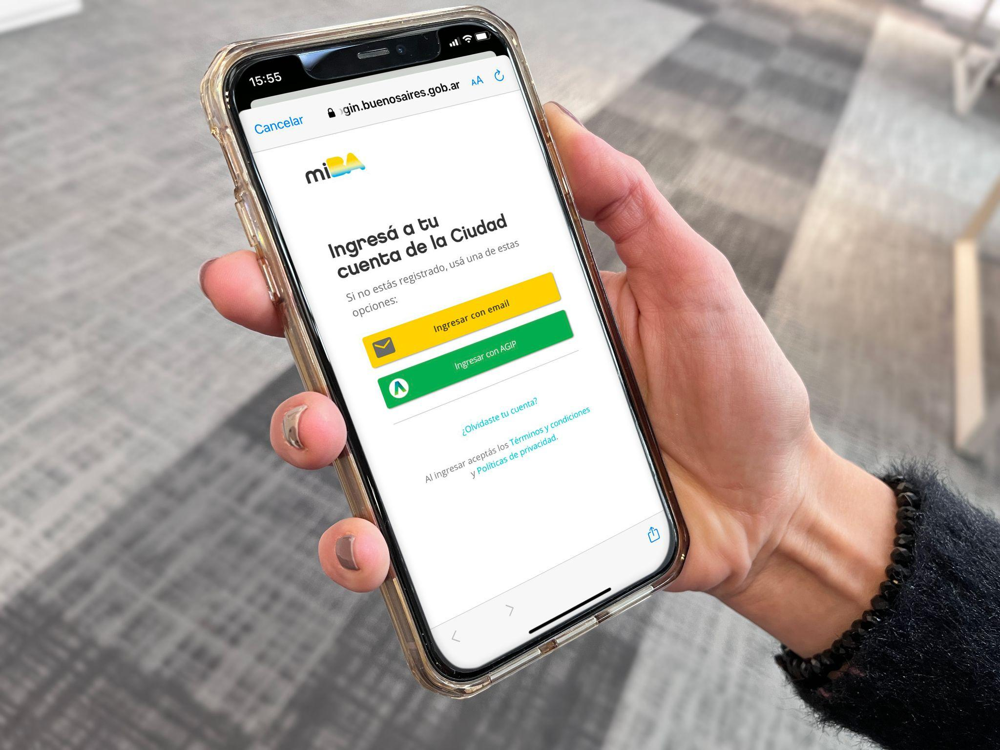 15:55
Cancelar
gin.buenosaires.gob.ar
AA
miBA
Ingresá a tu
cuenta de la Ciudad
Si no estás registrado, usá una de estas
opciones:
Ingresar con email
Ingresar con AGIP
¿Olvidaste tu cuenta?
Al ingresar aceptás los Términos y condiciones
y Políticas de privacidad.